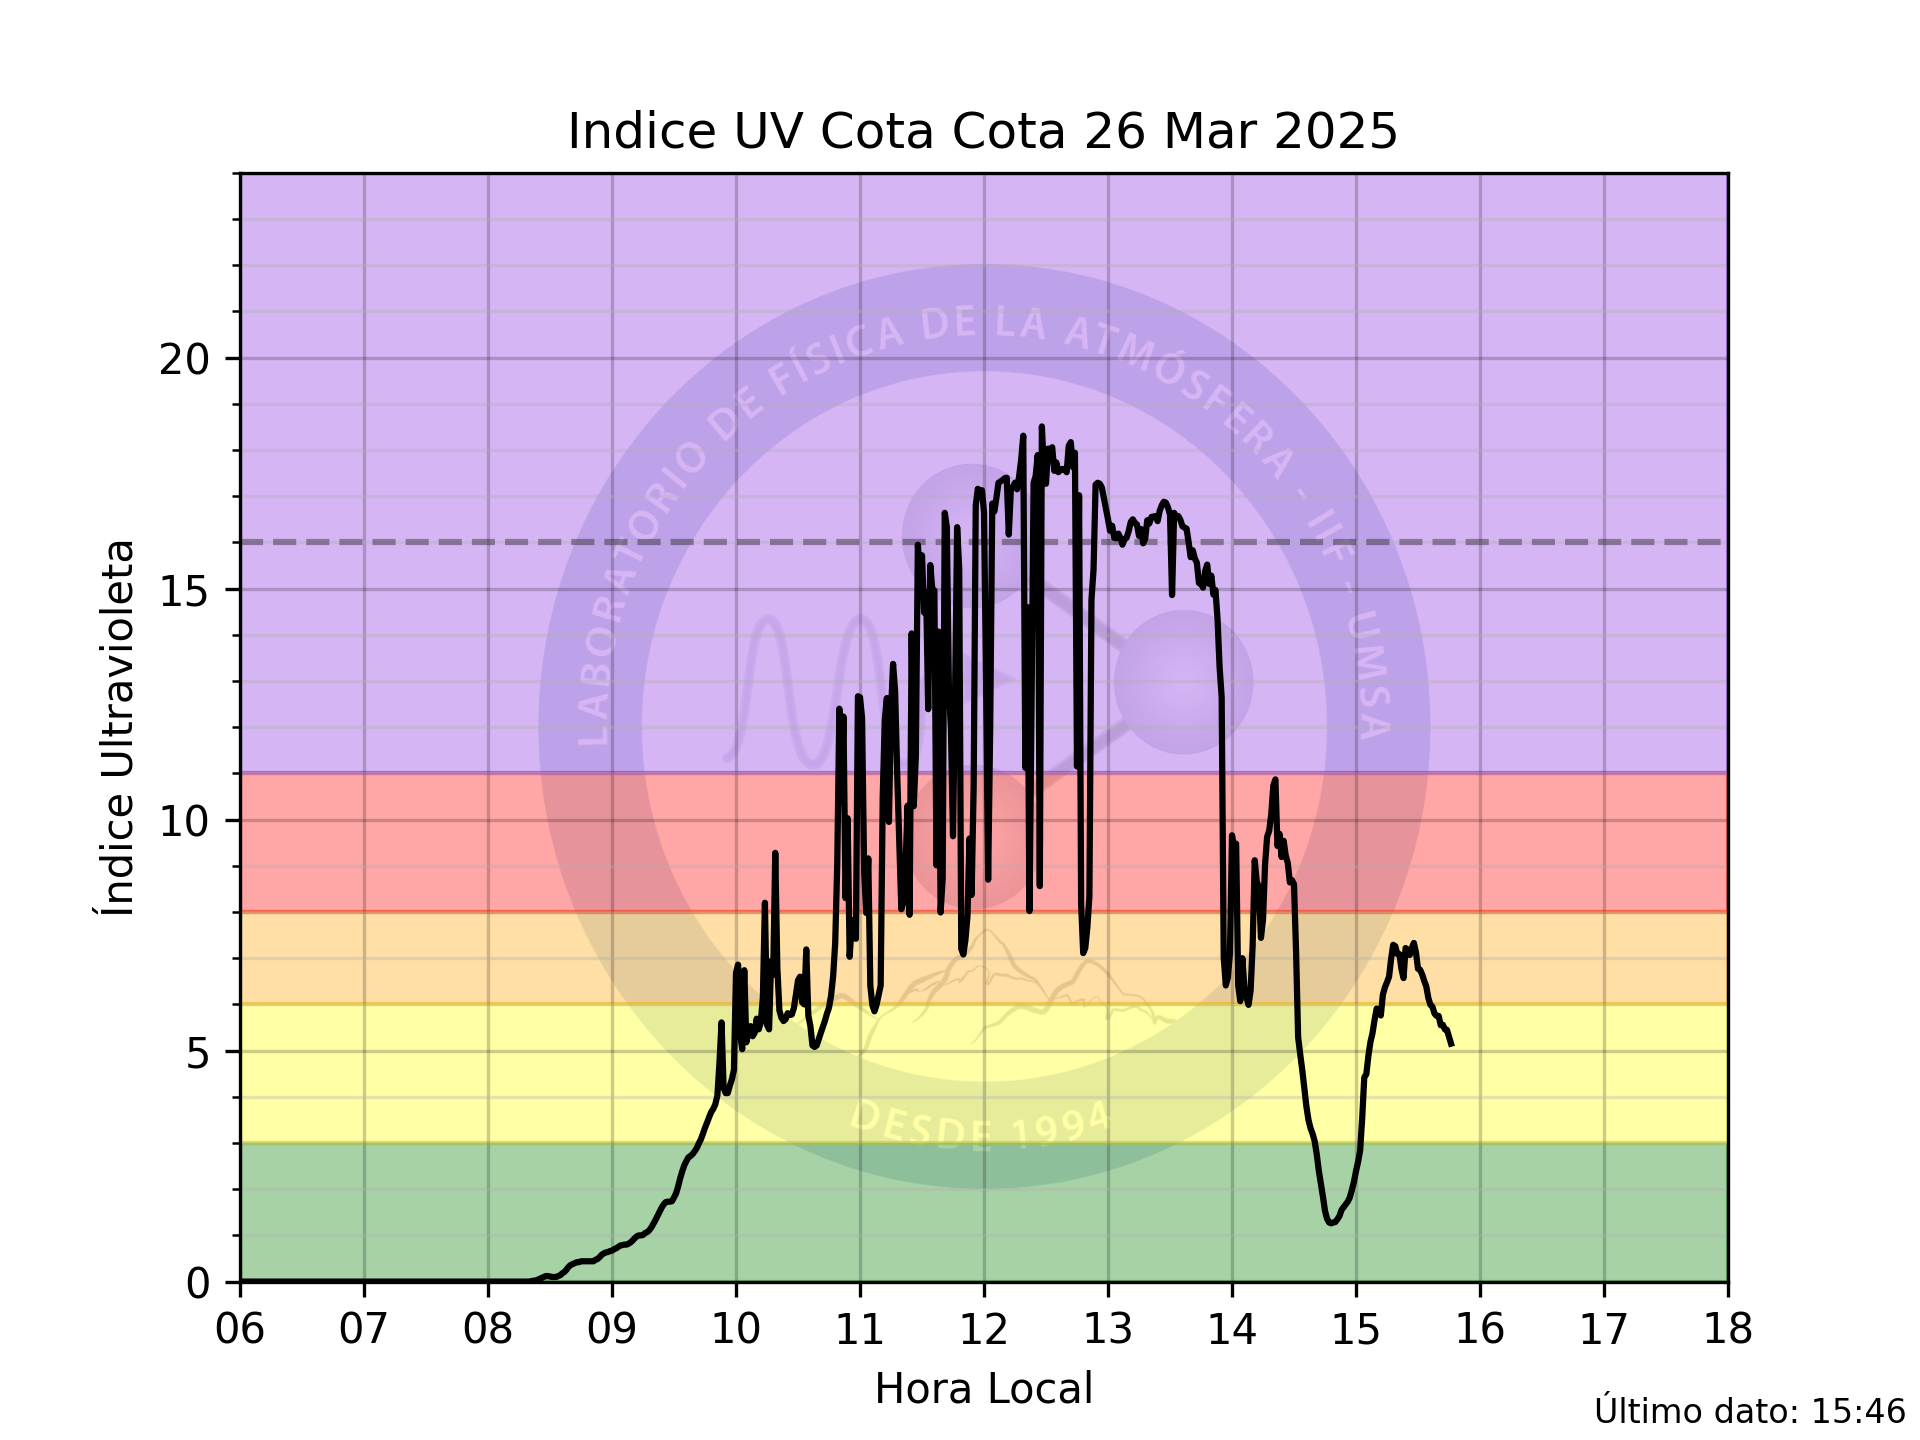 Indice UV Cota Cota 26 Mar 2025
LABORATORIO DE FÍSICA DE LA ATMÓSFERA - IIF - UMSA
DESDE 1994
Índice Ultravioleta
20
15
10
5
0
06 07 08 09 10 11 12 13 14 15 16 17 18
Hora Local
Último dato: 15:46